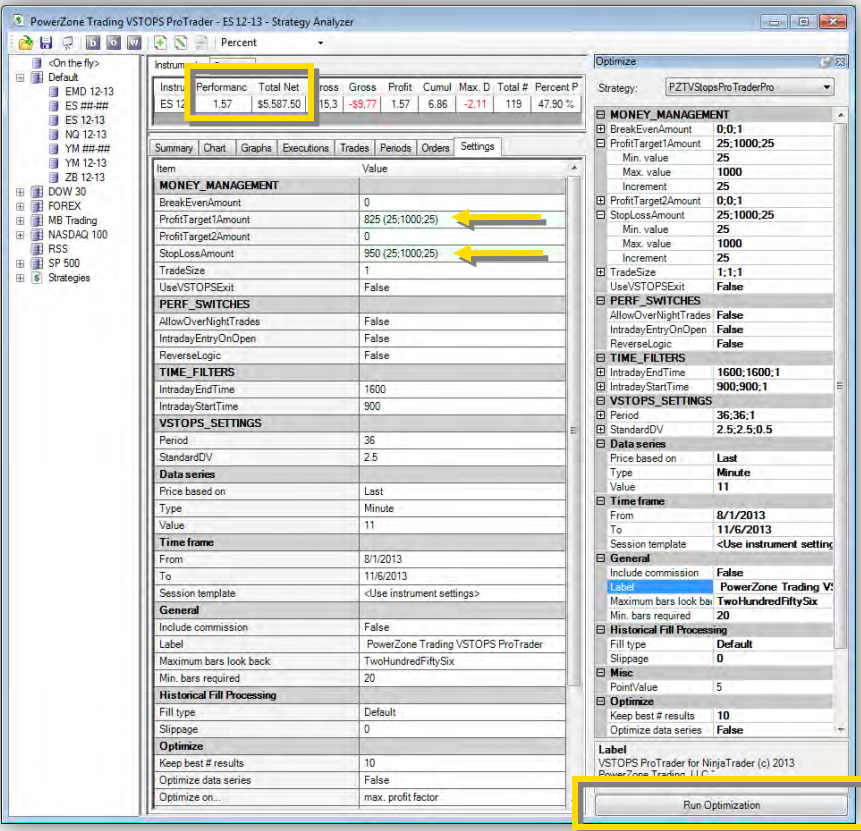 PowerZone Trading VSTOPS ProTrader - ES 12-13 - Strategy Analyzer
Percent
<On the fly>
Default
EMD 12-13
ES ##-##
ES 12-13
NQ 12-13
YM ##-##
YM 12-13
ZB 12-13
DOW 30
FOREX
MB Trading
NASDAQ 100
RSS
SP 500
Strategies
Instru Performanc Total Net ross Gross Profit Cumul Max. D Total # Percent P
ES 12 1.57 $5,587.50 15.3 -$9,77 1.57 6.86 -2.11 119 47.90 %
Summary Chart Graphs Executions Trades Periods Orders Settings
Item Value
MONEY_MANAGEMENT
BreakEvenAmount 0
ProfitTarget1Amount 825 (25;1000;25)
ProfitTarget2Amount 0
StopLossAmount 950 (25;1000;25)
TradeSize 1
UseVSTOPSExit False
PERF_SWITCHES
AllowOverNightTrades False
IntradayEntryOnOpen False
ReverseLogic False
TIME_FILTERS
IntradayEndTime 1600
IntradayStartTime 900
VSTOPS_SETTINGS
Period 36
StandardDV 2.5
Data series
Price based on Last
Type Minute
Value 11
Time frame
From 8/1/2013
To 11/6/2013
Session template <Use instrument settings>
General
Include commission False
Label PowerZone Trading VSTOPS ProTrader
Maximum bars look back TwoHundredFiftySix
Min. bars required 20
Historical Fill Processing
Fill type Default
Slippage 0
Optimize
Keep best # results 10
Optimize data series False
Optimize on... max. profit factor
Optimize
Strategy: PZTVStopsProTraderPro
MONEY_MANAGEMENT
BreakEvenAmount 0;0;1
ProfitTarget1Amount 25;1000;25
Min. value 25
Max. value 1000
Increment 25
ProfitTarget2Amount 0;0;1
StopLossAmount 25;1000;25
Min. value 25
Max. value 1000
Increment 25
TradeSize 1;1;1
UseVSTOPSExit False
PERF_SWITCHES
AllowOverNightTrades False
IntradayEntryOnOpen False
ReverseLogic False
TIME_FILTERS
IntradayEndTime 1600;1600;1
IntradayStartTime 900;900;1
VSTOPS_SETTINGS
Period 36;36;1
StandardDV 2.5;2.5;0.5
Data series
Price based on Last
Type Minute
Value 11
Time frame
From 8/1/2013
To 11/6/2013
Session template <Use instrument setting
General
Include commission False
Label PowerZone Trading VS
Maximum bars look bac TwoHundredFiftySix
Min. bars required 20
Historical Fill Processing
Fill type Default
Slippage 0
Misc
PointValue 5
Optimize
Keep best # results 10
Optimize data series False
Label
VSTOPS ProTrader for NinjaTrader (c) 2013
PowerZone Trading, LLC
Run Optimization